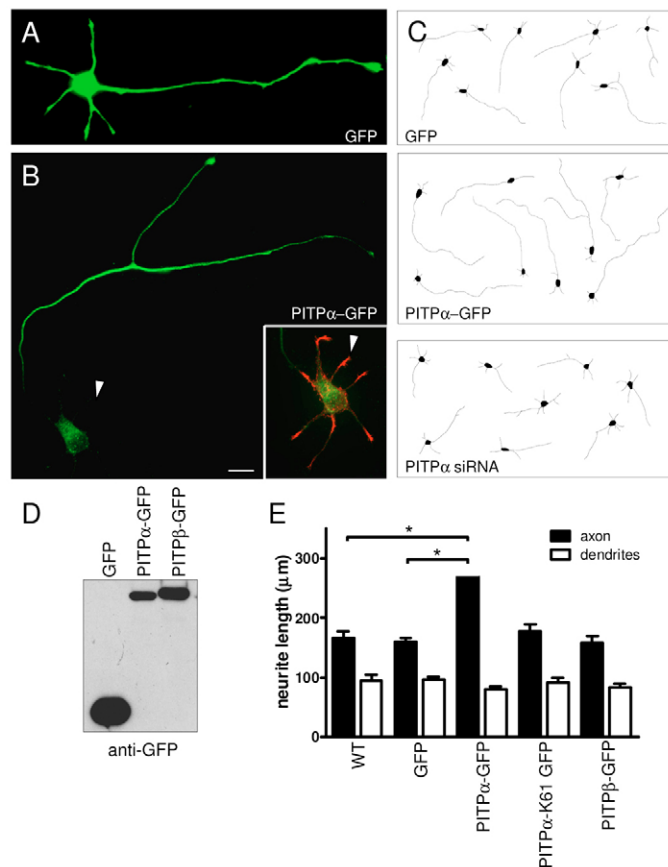 A
GFP
B
PITPα–GFP
C
GFP
PITPα–GFP
PITPα siRNA
D
GFP
PITPα-GFP
PITPβ-GFP
anti-GFP
E
neurite length (μm)
300
200
100
0
*
*
axon
dendrites
WT
GFP
PITPα-GFP
PITPα-K61 GFP
PITPβ-GFP